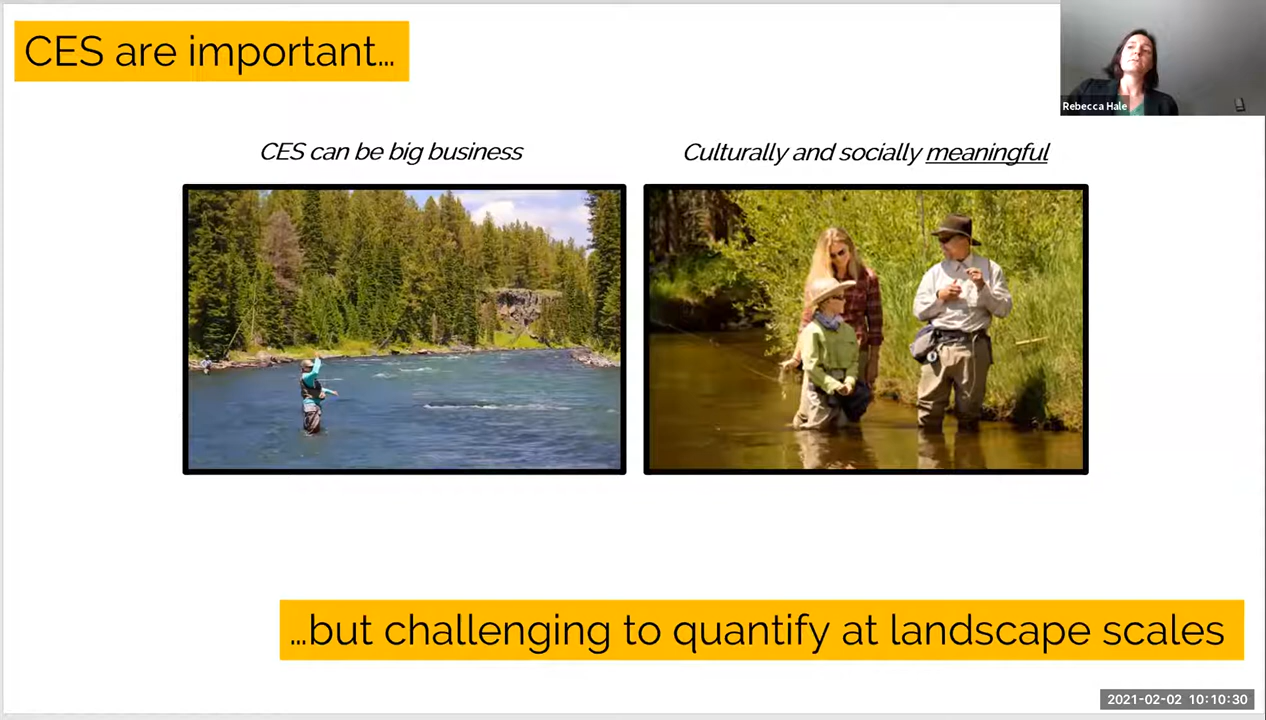 CES are important...
Rebecca Hale
CES can be big business
Culturally and socially meaningful
...but challenging to quantify at landscape scales
2021-02-02 10:10:30